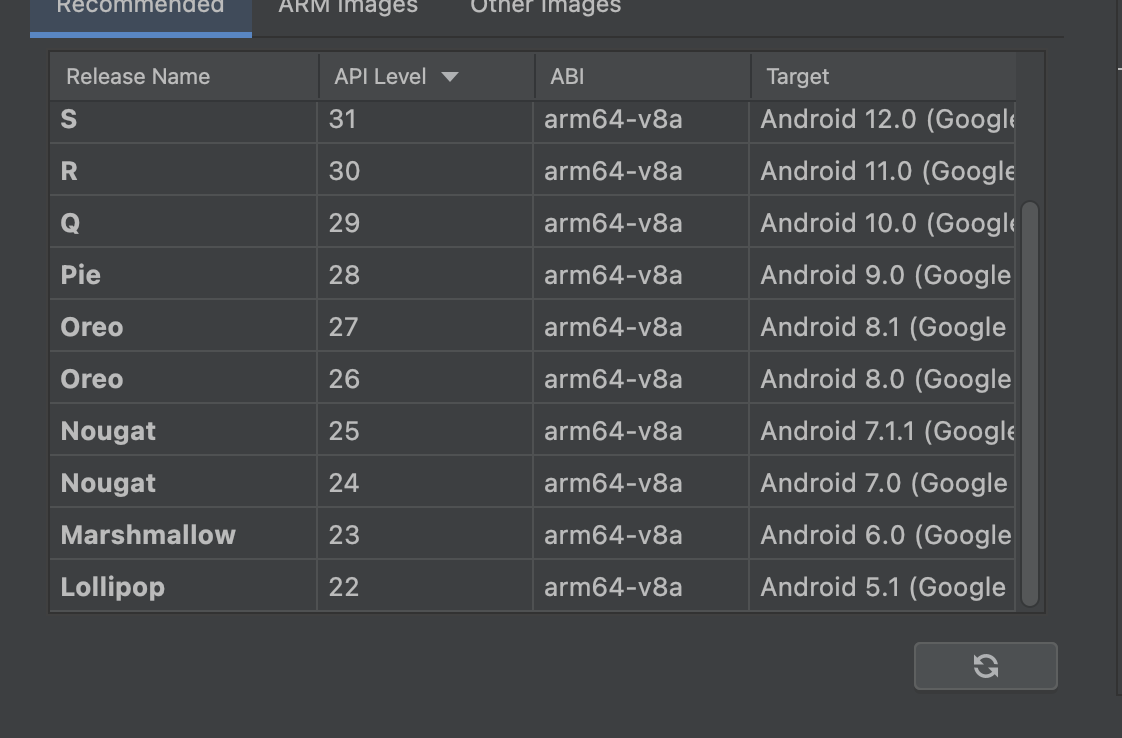 Recommended ARM Images Other Images
Release Name API Level ABI Target
S 31 arm64-v8a Android 12.0 (Google
R 30 arm64-v8a Android 11.0 (Google
Q 29 arm64-v8a Android 10.0 (Google
Pie 28 arm64-v8a Android 9.0 (Google
Oreo 27 arm64-v8a Android 8.1 (Google
Oreo 26 arm64-v8a Android 8.0 (Google
Nougat 25 arm64-v8a Android 7.1.1 (Google
Nougat 24 arm64-v8a Android 7.0 (Google
Marshmallow 23 arm64-v8a Android 6.0 (Google
Lollipop 22 arm64-v8a Android 5.1 (Google